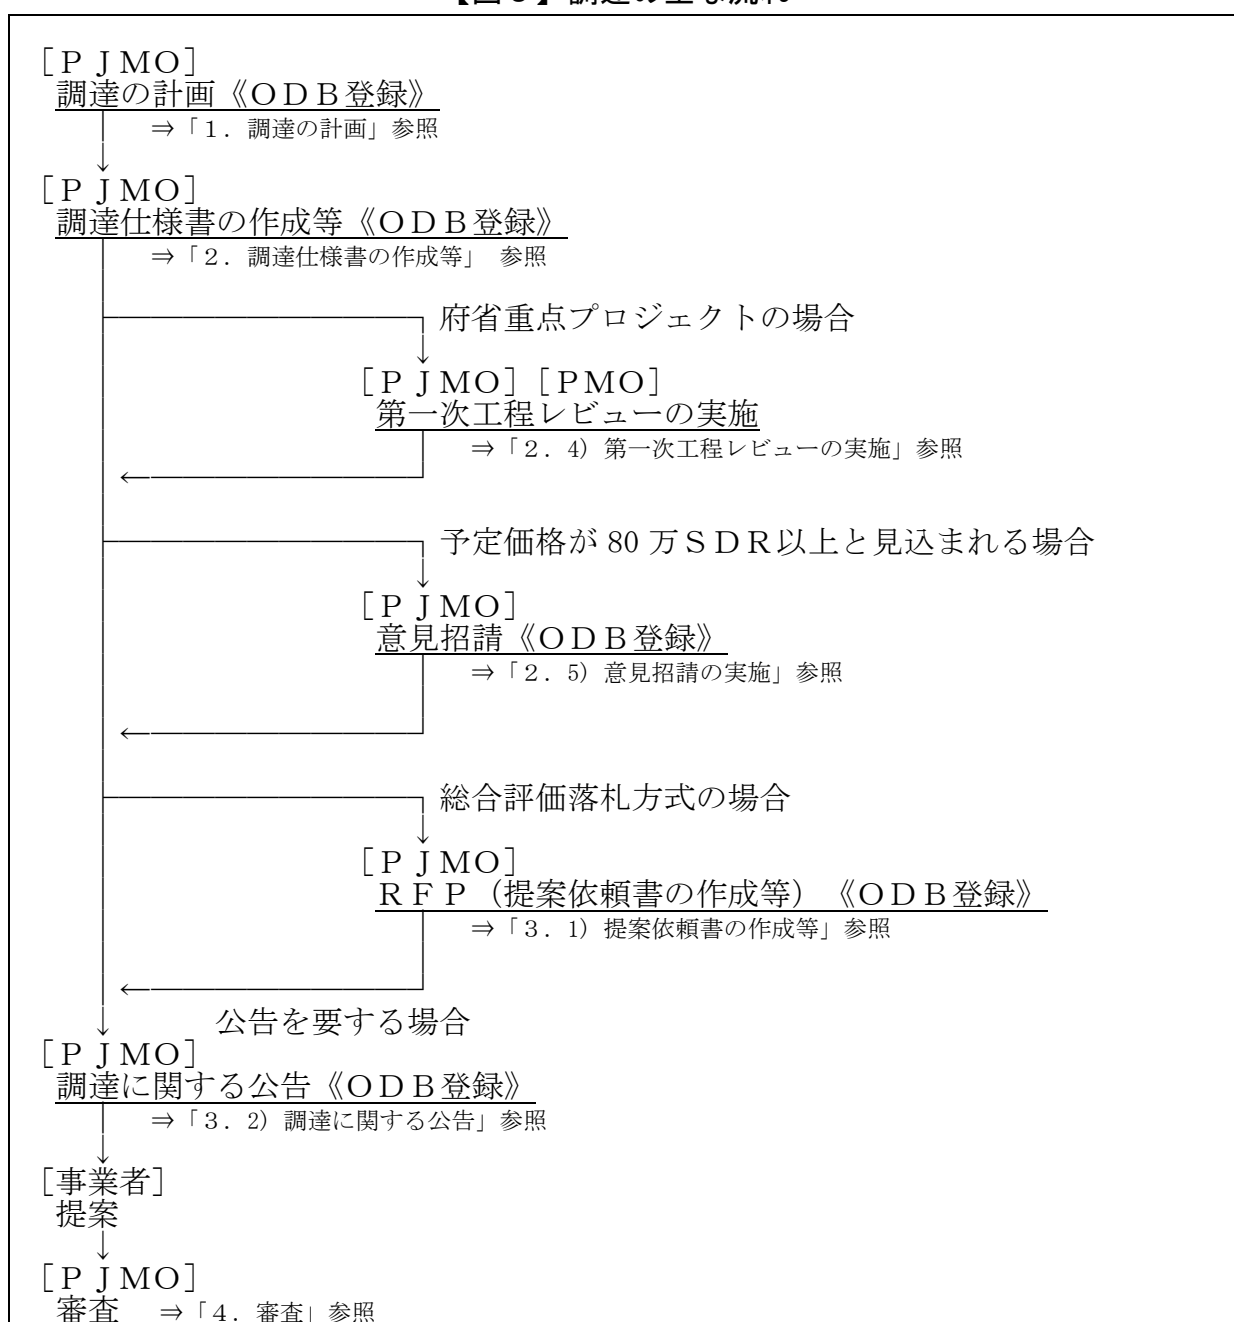 ［ＰＪＭＯ］
調達の計画《ＯＤＢ登録》
⇒「１．調達の計画」参照
［ＰＪＭＯ］
調達仕様書の作成等《ＯＤＢ登録》
⇒「２．調達仕様書の作成等」 参照
府省重点プロジェクトの場合
［ＰＪＭＯ］［ＰＭＯ］
第一次工程レビューの実施
⇒「２．4) 第一次工程レビューの実施」参照
予定価格が 80 万ＳＤＲ以上と見込まれる場合
［ＰＪＭＯ］
意見招請《ＯＤＢ登録》
⇒「２．5) 意見招請の実施」参照
総合評価落札方式の場合
［ＰＪＭＯ］
ＲＦＰ（提案依頼書の作成等）《ＯＤＢ登録》
⇒「３．1) 提案依頼書の作成等」参照
公告を要する場合
［ＰＪＭＯ］
調達に関する公告《ＯＤＢ登録》
⇒「３．2) 調達に関する公告」参照
［事業者］
提案
［ＰＪＭＯ］
審査 ⇒「４．審査」参照